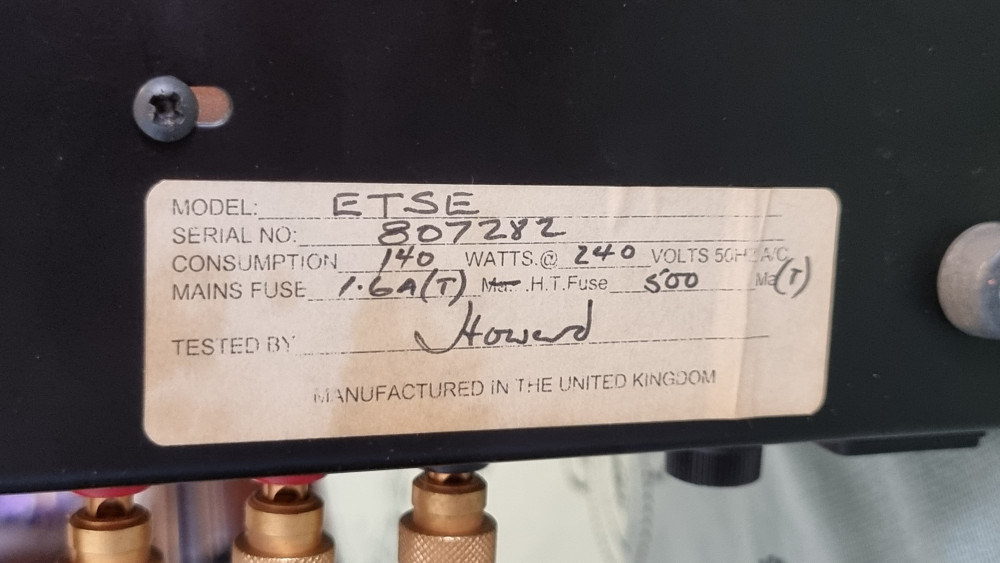 MODEL: ETSE
SERIAL NO: 807282
CONSUMPTION 140 WATTS.@ 240 VOLTS 50HZ A/C
MAINS FUSE 1.6A(T) Ma. .H.T.Fuse 500 Ma(T)
TESTED BY Howard
MANUFACTURED IN THE UNITED KINGDOM